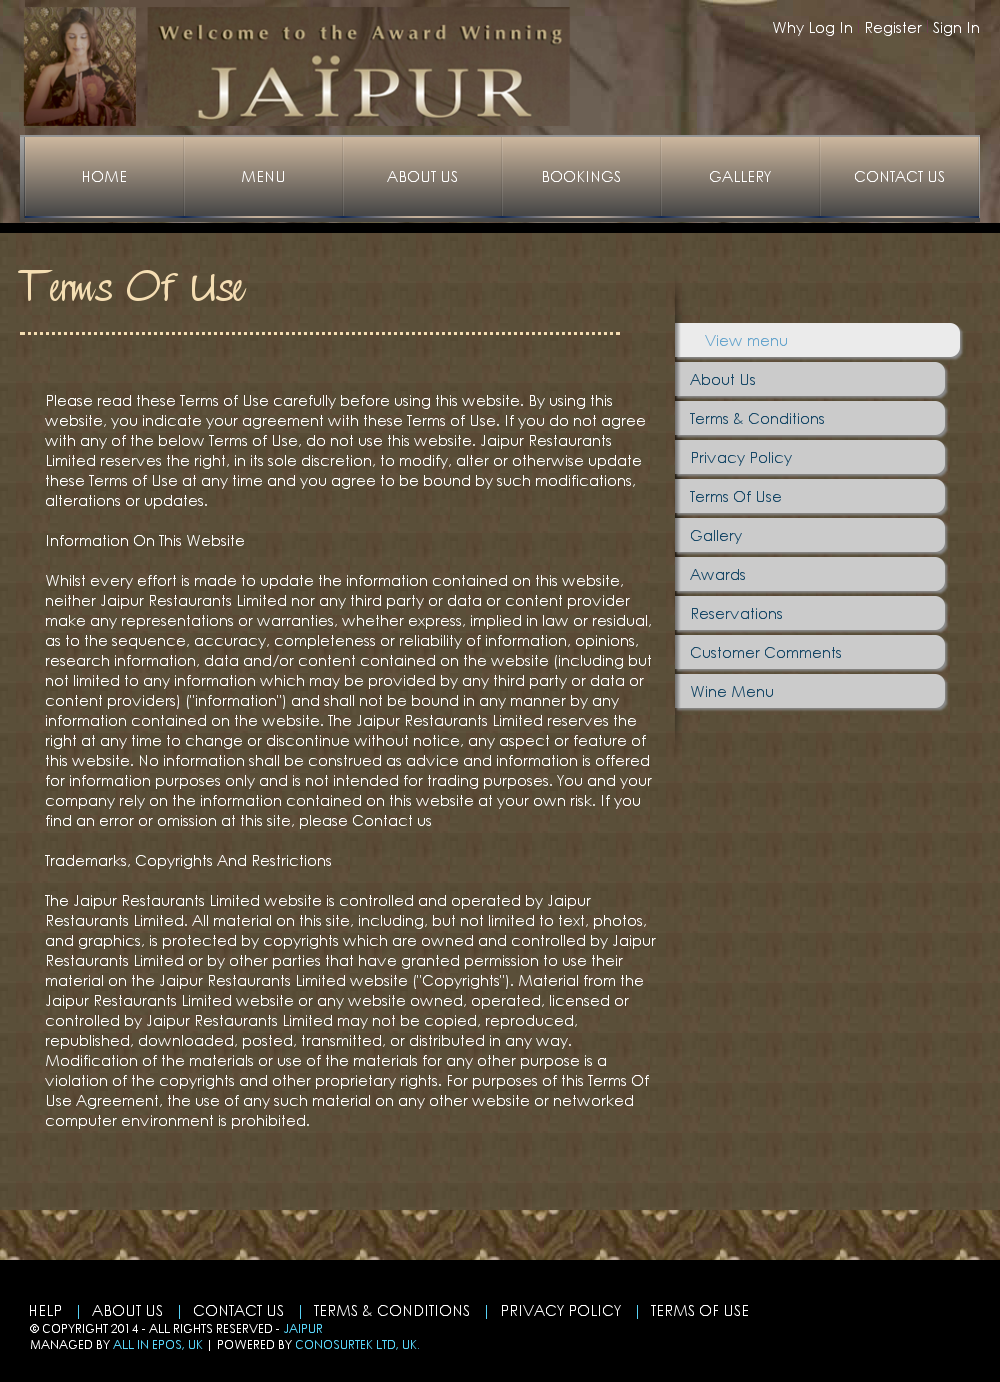 Welcome to the Award Winning
JAÏPUR
Why Log In Register Sign In
HOME MENU ABOUT US BOOKINGS GALLERY CONTACT US
Terms Of Use
Please read these Terms of Use carefully before using this website. By using this
website, you indicate your agreement with these Terms of Use. If you do not agree
with any of the below Terms of Use, do not use this website. Jaipur Restaurants
Limited reserves the right, in its sole discretion, to modify, alter or otherwise update
these Terms of Use at any time and you agree to be bound by such modifications,
alterations or updates.
Information On This Website
Whilst every effort is made to update the information contained on this website,
neither Jaipur Restaurants Limited nor any third party or data or content provider
make any representations or warranties, whether express, implied in law or residual,
as to the sequence, accuracy, completeness or reliability of information, opinions,
research information, data and/or content contained on the website (including but
not limited to any information which may be provided by any third party or data or
content providers) ("information") and shall not be bound in any manner by any
information contained on the website. The Jaipur Restaurants Limited reserves the
right at any time to change or discontinue without notice, any aspect or feature of
this website. No information shall be construed as advice and information is offered
for information purposes only and is not intended for trading purposes. You and your
company rely on the information contained on this website at your own risk. If you
find an error or omission at this site, please Contact us
Trademarks, Copyrights And Restrictions
The Jaipur Restaurants Limited website is controlled and operated by Jaipur
Restaurants Limited. All material on this site, including, but not limited to text, photos,
and graphics, is protected by copyrights which are owned and controlled by Jaipur
Restaurants Limited or by other parties that have granted permission to use their
material on the Jaipur Restaurants Limited website ("Copyrights"). Material from the
Jaipur Restaurants Limited website or any website owned, operated, licensed or
controlled by Jaipur Restaurants Limited may not be copied, reproduced,
republished, downloaded, posted, transmitted, or distributed in any way.
Modification of the materials or use of the materials for any other purpose is a
violation of the copyrights and other proprietary rights. For purposes of this Terms Of
Use Agreement, the use of any such material on any other website or networked
computer environment is prohibited.
View menu
About Us
Terms & Conditions
Privacy Policy
Terms Of Use
Gallery
Awards
Reservations
Customer Comments
Wine Menu
HELP | ABOUT US | CONTACT US | TERMS & CONDITIONS | PRIVACY POLICY | TERMS OF USE
© COPYRIGHT 2014 - ALL RIGHTS RESERVED - JAIPUR
MANAGED BY ALL IN EPOS, UK | POWERED BY CONOSURTEK LTD, UK.